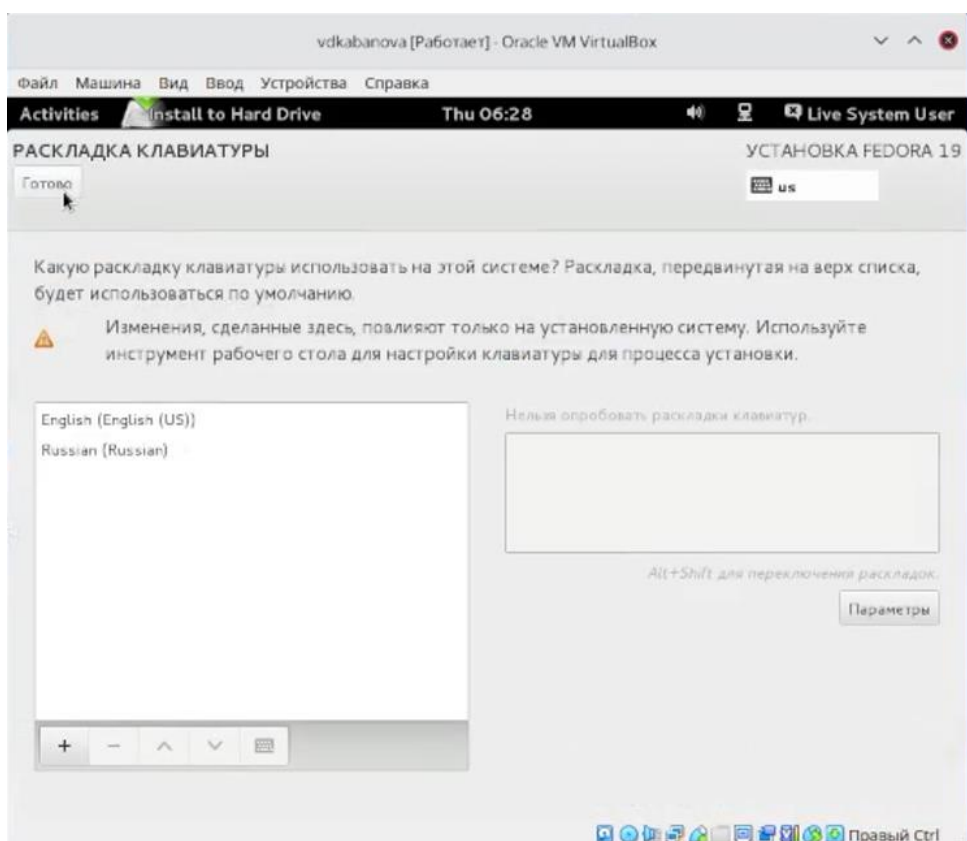 vdkabanova [Работает] - Oracle VM VirtualBox
Файл Машина Вид Ввод Устройства Справка
Activities Install to Hard Drive Thu 06:28 Live System User
РАСКЛАДКА КЛАВИАТУРЫ УСТАНОВКА FEDORA 19
Готово us
Какую раскладку клавиатуры использовать на этой системе? Раскладка, передвинутая на верх списка,
будет использоваться по умолчанию.
Изменения, сделанные здесь, повлияют только на установленную систему. Используйте
инструмент рабочего стола для настройки клавиатуры для процесса установки.
English (English (US))
Russian (Russian)
Нельзя опробовать раскладки клавиатур.
Alt+Shift для переключения раскладок.
Параметры
Правый Ctrl